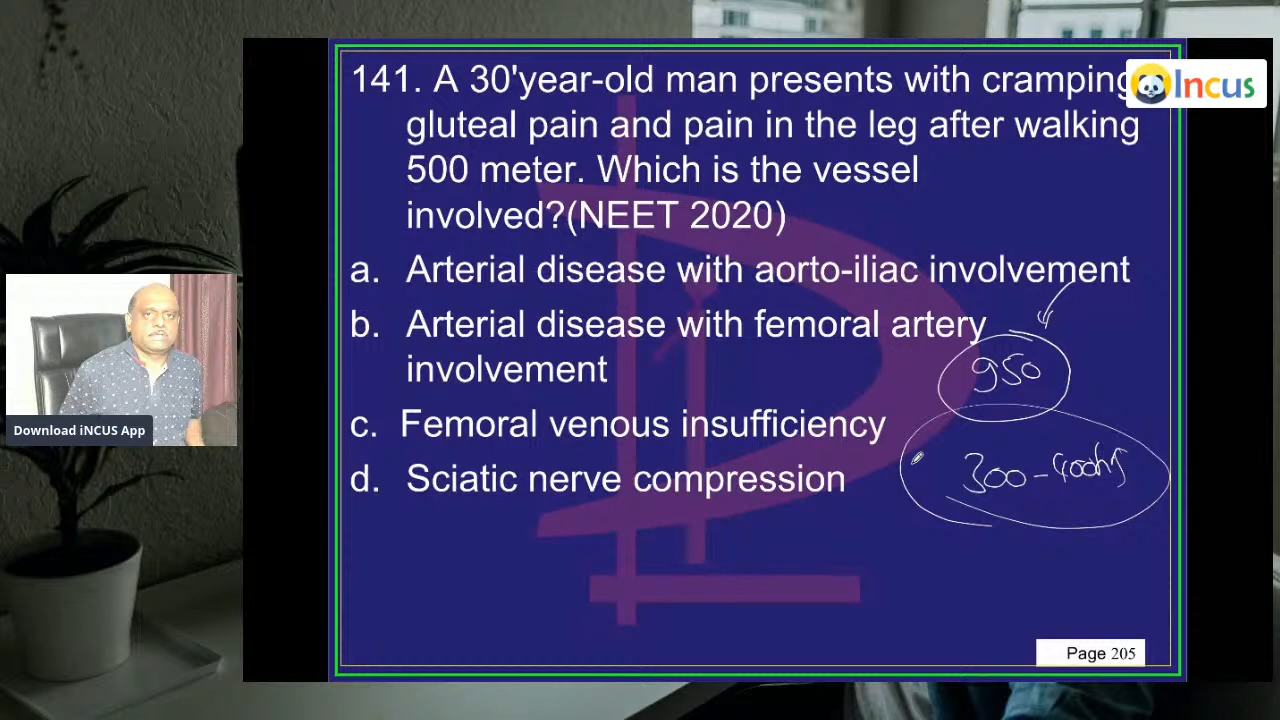 141. A 30'year-old man presents with cramping
Incus
gluteal pain and pain in the leg after walking
500 meter. Which is the vessel
involved?(NEET 2020)
a. Arterial disease with aorto-iliac involvement
b. Arterial disease with femoral artery
involvement
950
c. Femoral venous insufficiency
Download iNCUS App
300-400
d. Sciatic nerve compression
Page 205